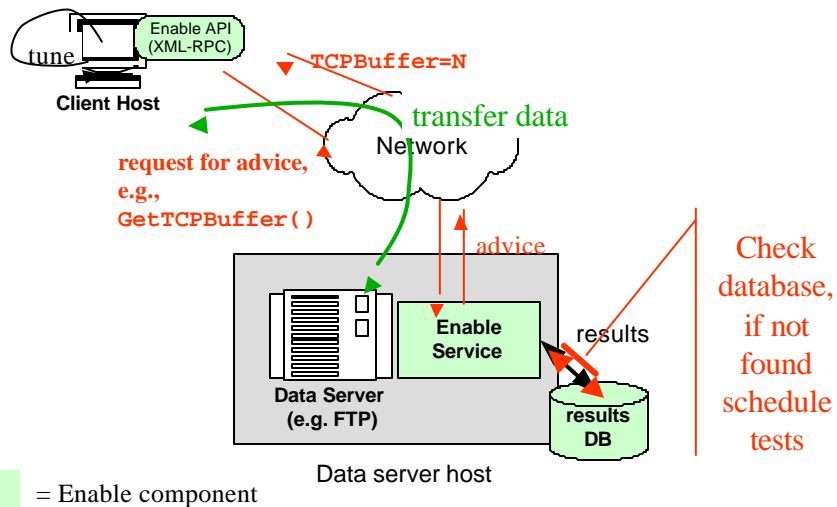 Enable API
(XML-RPC)
tune
TCPBuffer=N
Client Host
transfer data
Network
request for advice,
e.g.,
GetTCPBuffer()
advice
Check
database,
if not
found
schedule
tests
Enable
Service
results
Data Server
(e.g. FTP)
results
DB
Data server host
= Enable component